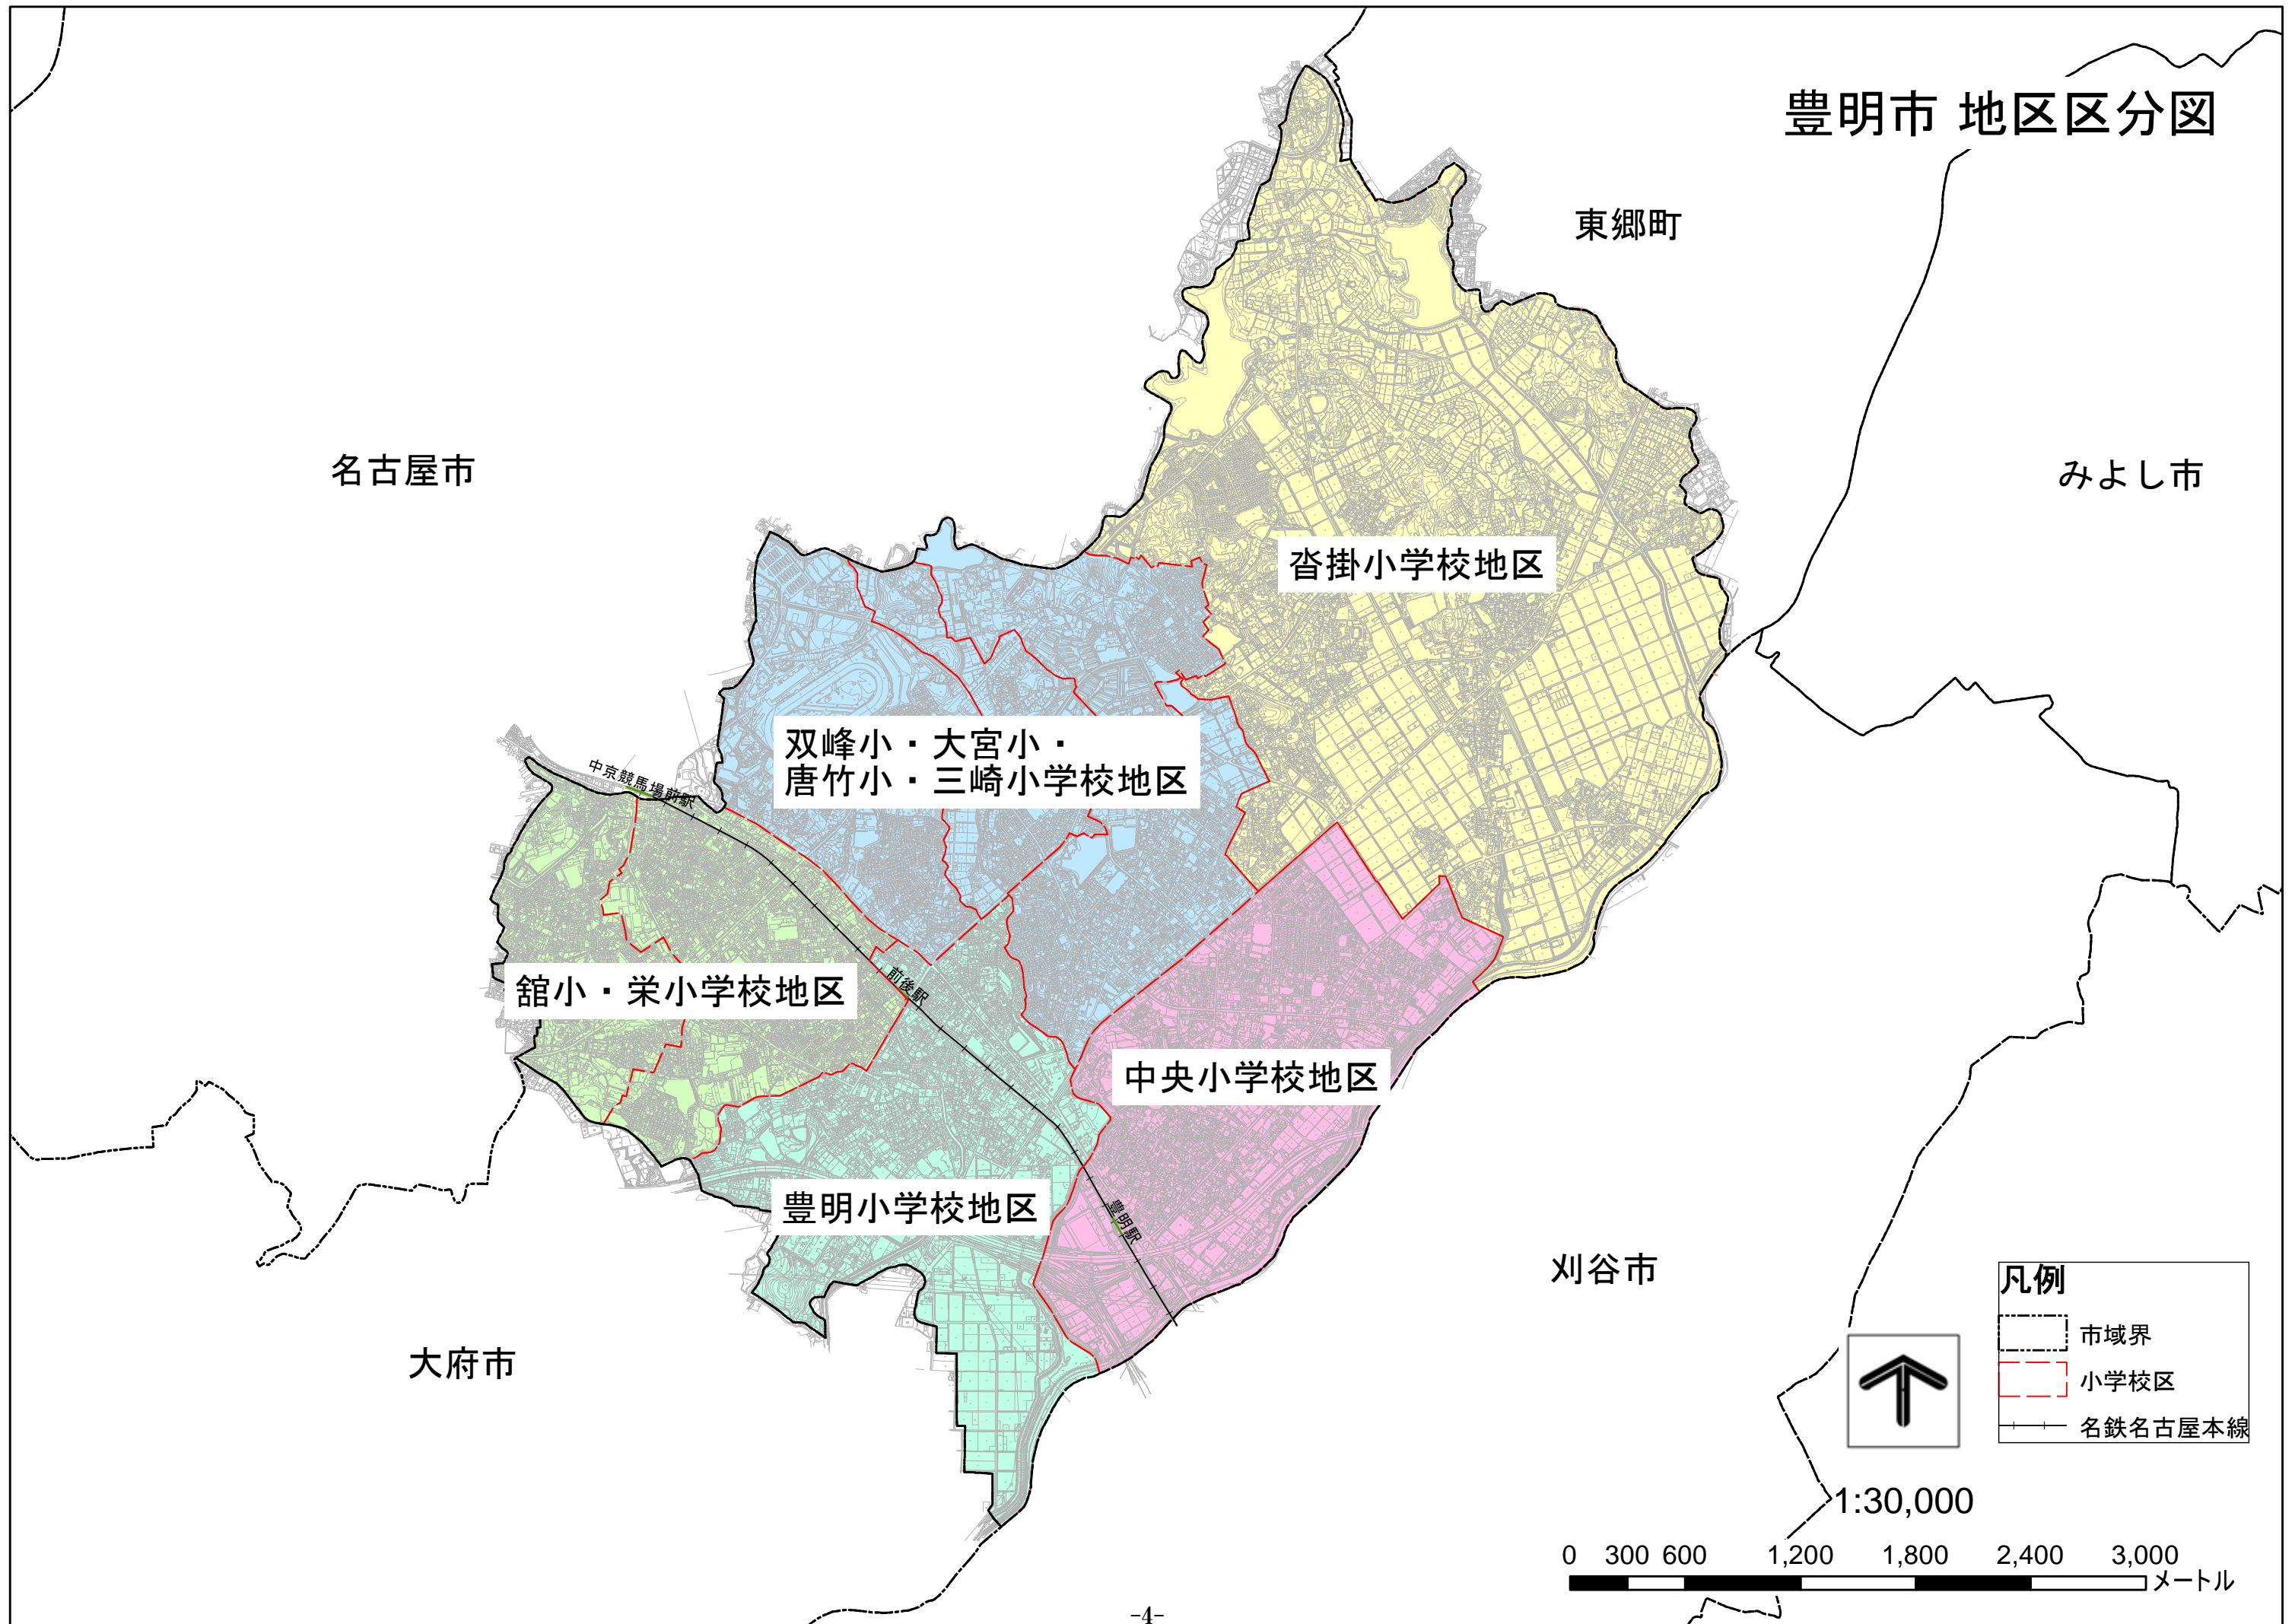 豊明市 地区区分図
東郷町
名古屋市
みよし市
沓掛小学校地区
双峰小・大宮小・
唐竹小・三崎小学校地区
中京競馬場前駅
舘小・栄小学校地区
前後駅
中央小学校地区
豊明小学校地区
豊明駅
刈谷市
大府市
凡例
市域界
小学校区
名鉄名古屋本線
1:30,000
0 300 600 1,200 1,800 2,400 3,000
メートル
-4-